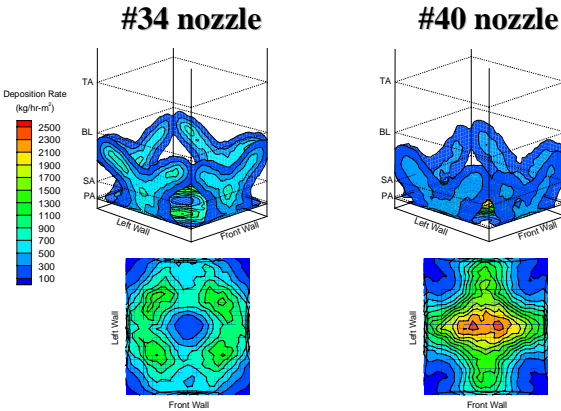 #34 nozzle
#40 nozzle
Deposition Rate
(kg/hr-m²)
2500
2300
2100
1900
1700
1500
1300
1100
900
700
500
300
100
TA
BL
SA
PA
Left Wall
Front Wall
TA
BL
SA
PA
Left Wall
Front Wall
Left Wall
Front Wall
Left Wall
Front Wall